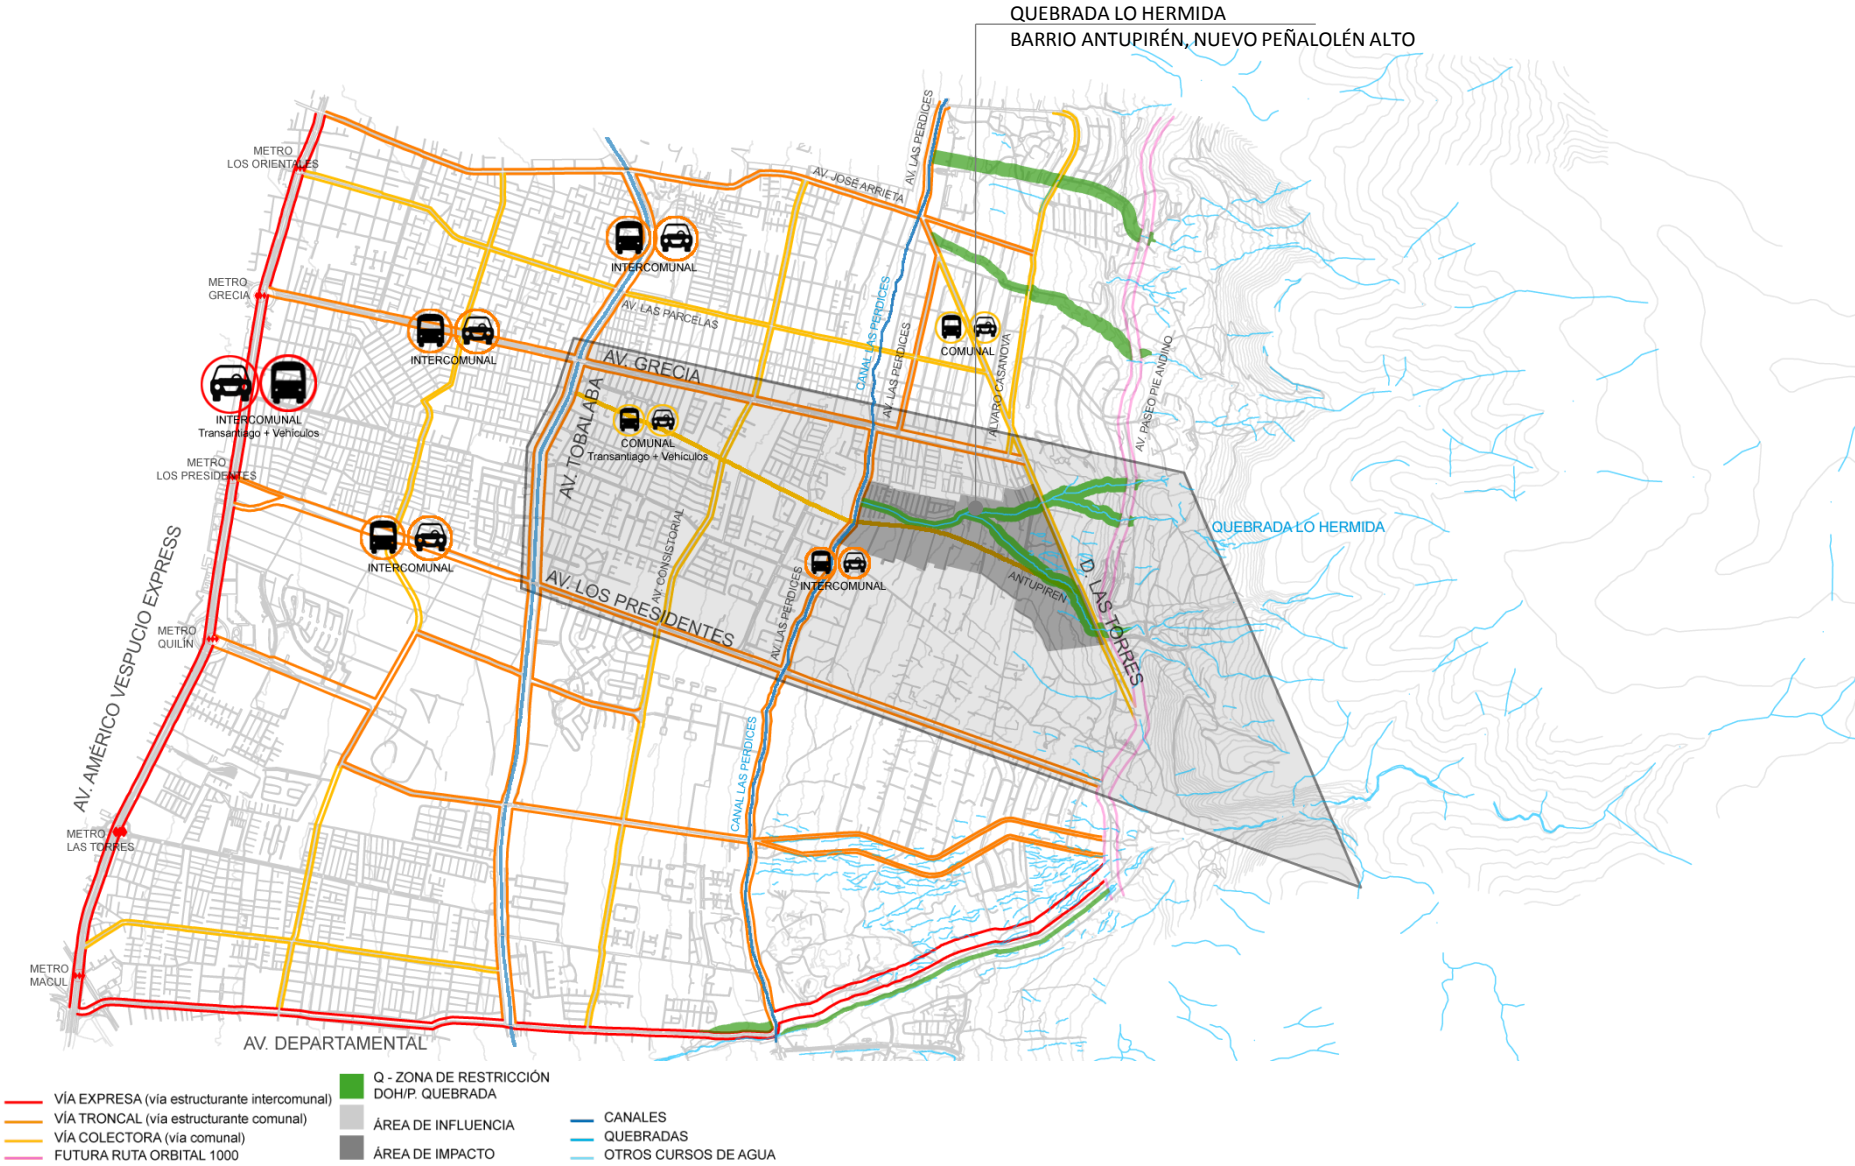 QUEBRADA LO HERMIDA
BARRIO ANTUPIRÉN, NUEVO PEÑALOLÉN ALTO
METRO
LOS ORIENTALES
AV. JOSÉ ARRIETA
AV. LAS PERDICES
INTERCOMUNAL
METRO
GRECIA
AV. LAS PARCELAS
CANAL LAS PERDICES
AV. LAS PERDICES
COMUNAL
ALVARO CASANOVA
AV. PASEO PIE ANDINO
INTERCOMUNAL
AV. GRECIA
INTERCOMUNAL
Transantiago + Vehículos
AV. TOBALABA
COMUNAL
Transantiago + Vehículos
METRO
LOS PRESIDENTES
QUEBRADA LO HERMIDA
AV. CONSISTORIAL
INTERCOMUNAL
INTERCOMUNAL
ANTUPIREN
D. LAS TORRES
AV. LOS PRESIDENTES
AV. LAS PERDICES
METRO
QUILÍN
AV. AMÉRICO VESPUCIO EXPRESS
CANAL LAS PERDICES
METRO
LAS TORRES
METRO
MACUL
AV. DEPARTAMENTAL
VÍA EXPRESA (vía estructurante intercomunal)
VÍA TRONCAL (vía estructurante comunal)
VÍA COLECTORA (vía comunal)
FUTURA RUTA ORBITAL 1000
Q - ZONA DE RESTRICCIÓN
DOH/P. QUEBRADA
ÁREA DE INFLUENCIA
ÁREA DE IMPACTO
CANALES
QUEBRADAS
OTROS CURSOS DE AGUA